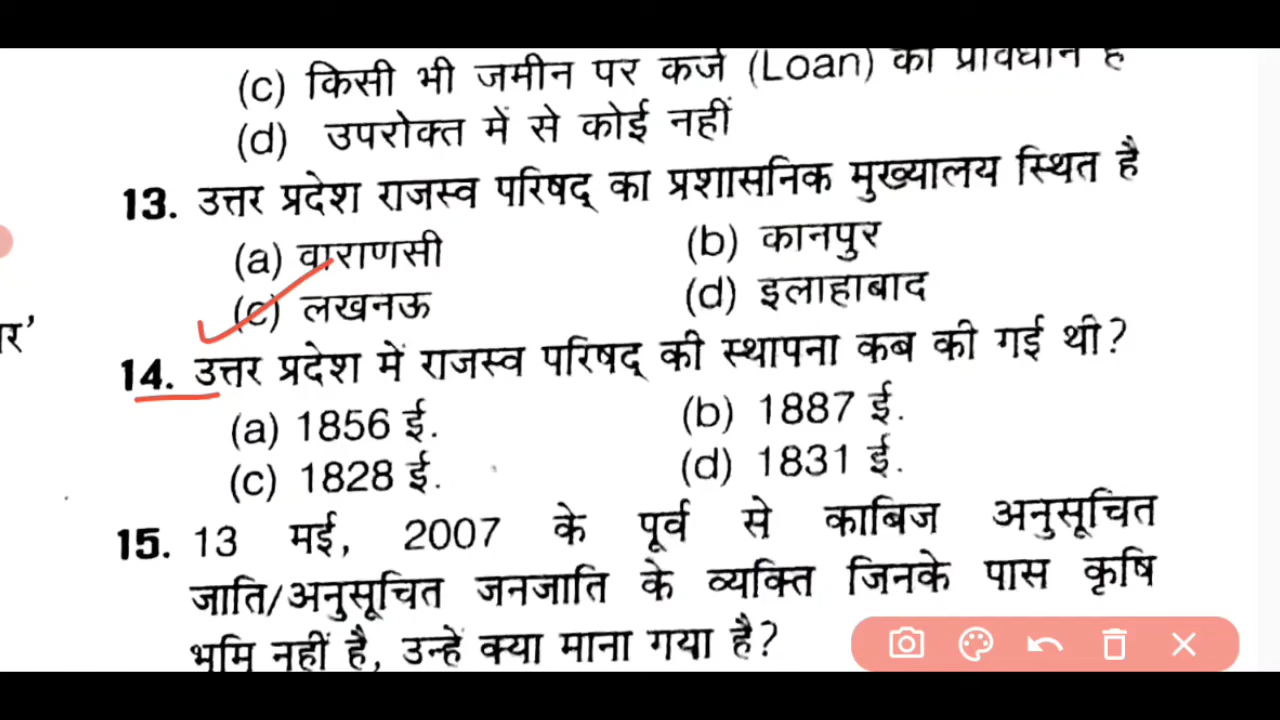 (c) किसी भी जमीन पर कर्ज (Loan) का प्रावधान है
(d) उपरोक्त में से कोई नहीं
13. उत्तर प्रदेश राजस्व परिषद् का प्रशासनिक मुख्यालय स्थित है
(a) वाराणसी (b) कानपुर
(c) लखनऊ (d) इलाहाबाद
14. उत्तर प्रदेश में राजस्व परिषद् की स्थापना कब की गई थी?
(a) 1856 ई. (b) 1887 ई.
(c) 1828 ई. (d) 1831 ई.
15. 13 मई, 2007 के पूर्व से काबिज अनुसूचित
जाति/अनुसूचित जनजाति के व्यक्ति जिनके पास कृषि
भूमि नहीं है, उन्हें क्या माना गया है?